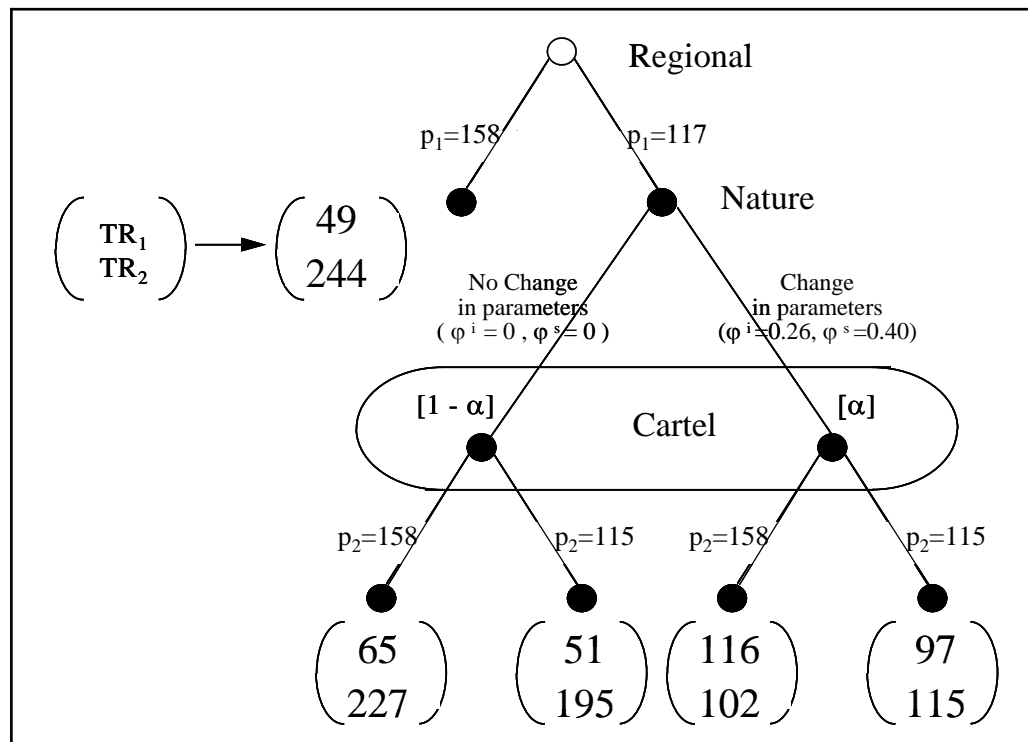 Regional
p₁=158 p₁=117
Nature
TR₁
TR₂
49
244
No Change
in parameters
( φ ⁱ = 0 , φ ˢ= 0 )
Change
in parameters
(φ ⁱ=0.26, φ ˢ=0.40)
[1 - α] [α]
Cartel
p₂=158 p₂=115 p₂=158 p₂=115
65 51 116 97
227 195 102 115